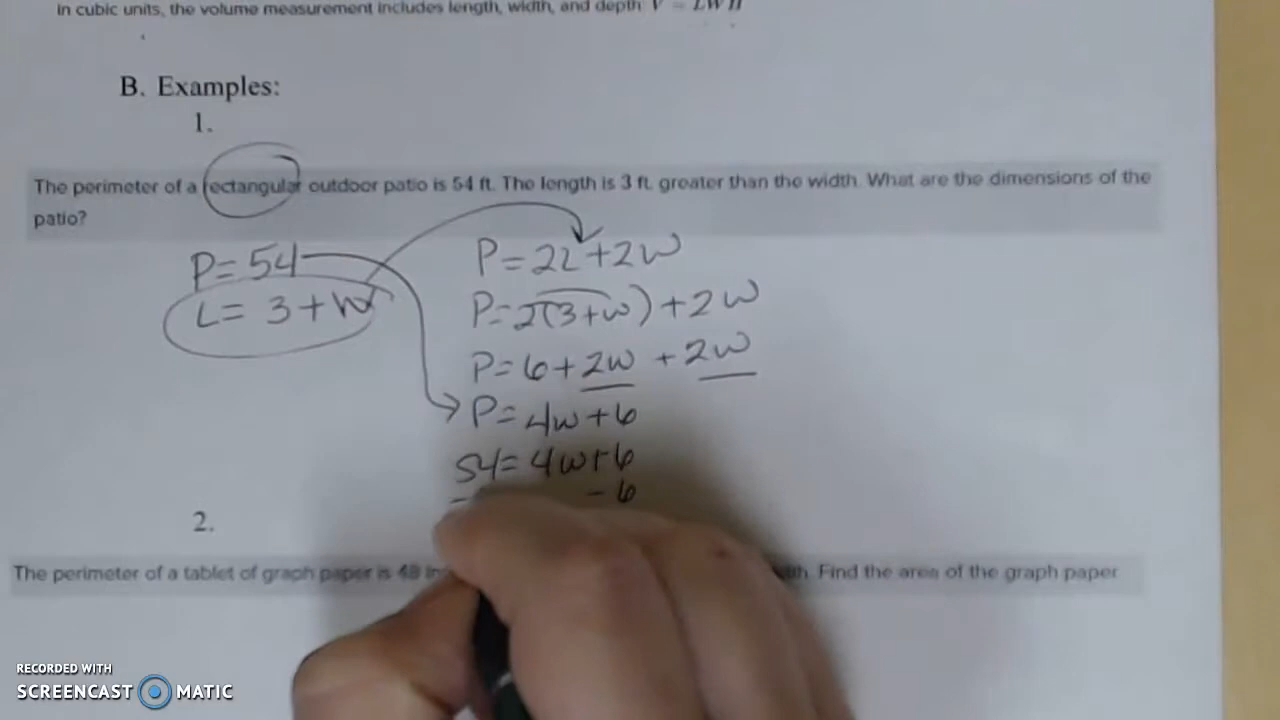 In cubic units, the volume measurement includes length, width, and depth V = LWH
B. Examples:
1.
The perimeter of a rectangular outdoor patio is 54 ft. The length is 3 ft. greater than the width. What are the dimensions of the
patio?
P=54
L= 3+W
P=2L+2W
P=2(3+W)+2W
P=6+2W+2W
P=4W+6
54=4W+6
- - 6
2.
The perimeter of a tablet of graph paper is 48 Find the area of the graph paper
RECORDED WITH
SCREENCAST MATIC